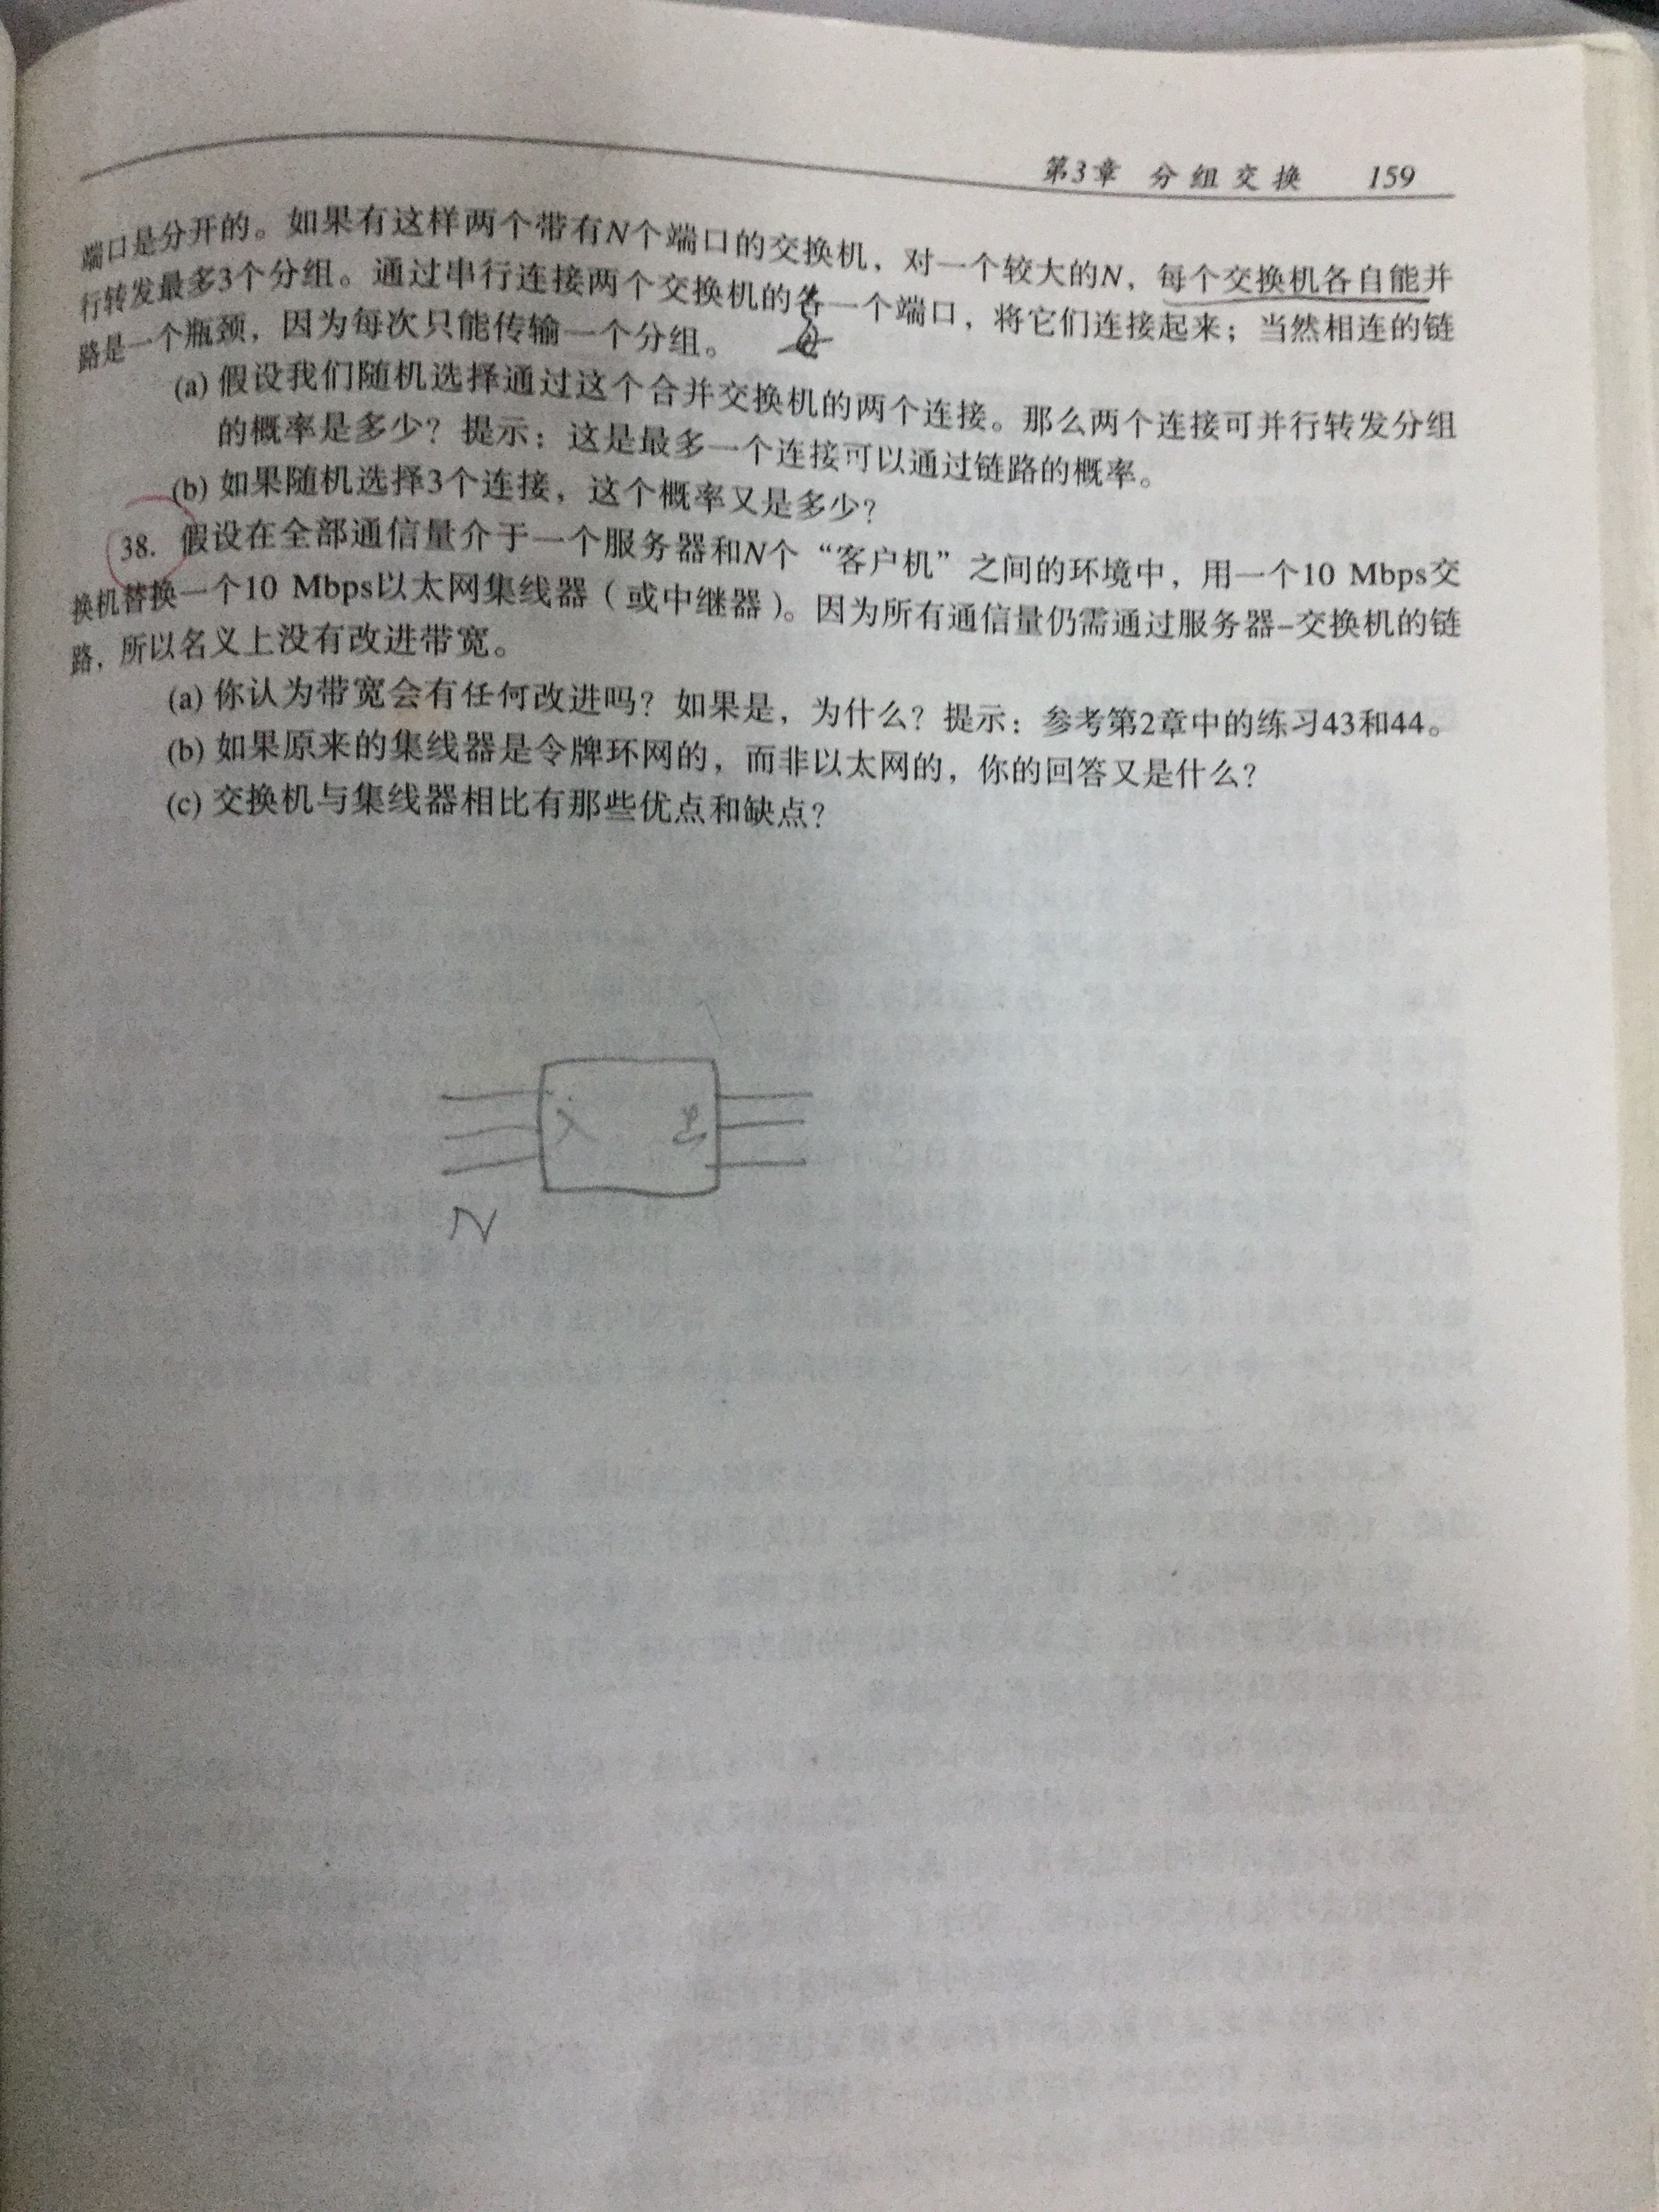 第3章 分组交换 159
端口是分开的。如果有这样两个带有N个端口的交换机，对一个较大的N，每个交换机各自能并
行转发最多3个分组。通过串行连接两个交换机的各一个端口，将它们连接起来；当然相连的链
路是一个瓶颈，因为每次只能传输一个分组。
(a) 假设我们随机选择通过这个合并交换机的两个连接。那么两个连接可并行转发分组
的概率是多少？提示：这是最多一个连接可以通过链路的概率。
(b) 如果随机选择3个连接，这个概率又是多少？
38. 假设在全部通信量介于一个服务器和N个“客户机”之间的环境中，用一个10 Mbps交
换机替换一个10 Mbps以太网集线器（或中继器）。因为所有通信量仍需通过服务器–交换机的链
路，所以名义上没有改进带宽。
(a) 你认为带宽会有任何改进吗？如果是，为什么？提示：参考第2章中的练习43和44。
(b) 如果原来的集线器是令牌环网的，而非以太网的，你的回答又是什么？
(c) 交换机与集线器相比有那些优点和缺点？
入 出
N